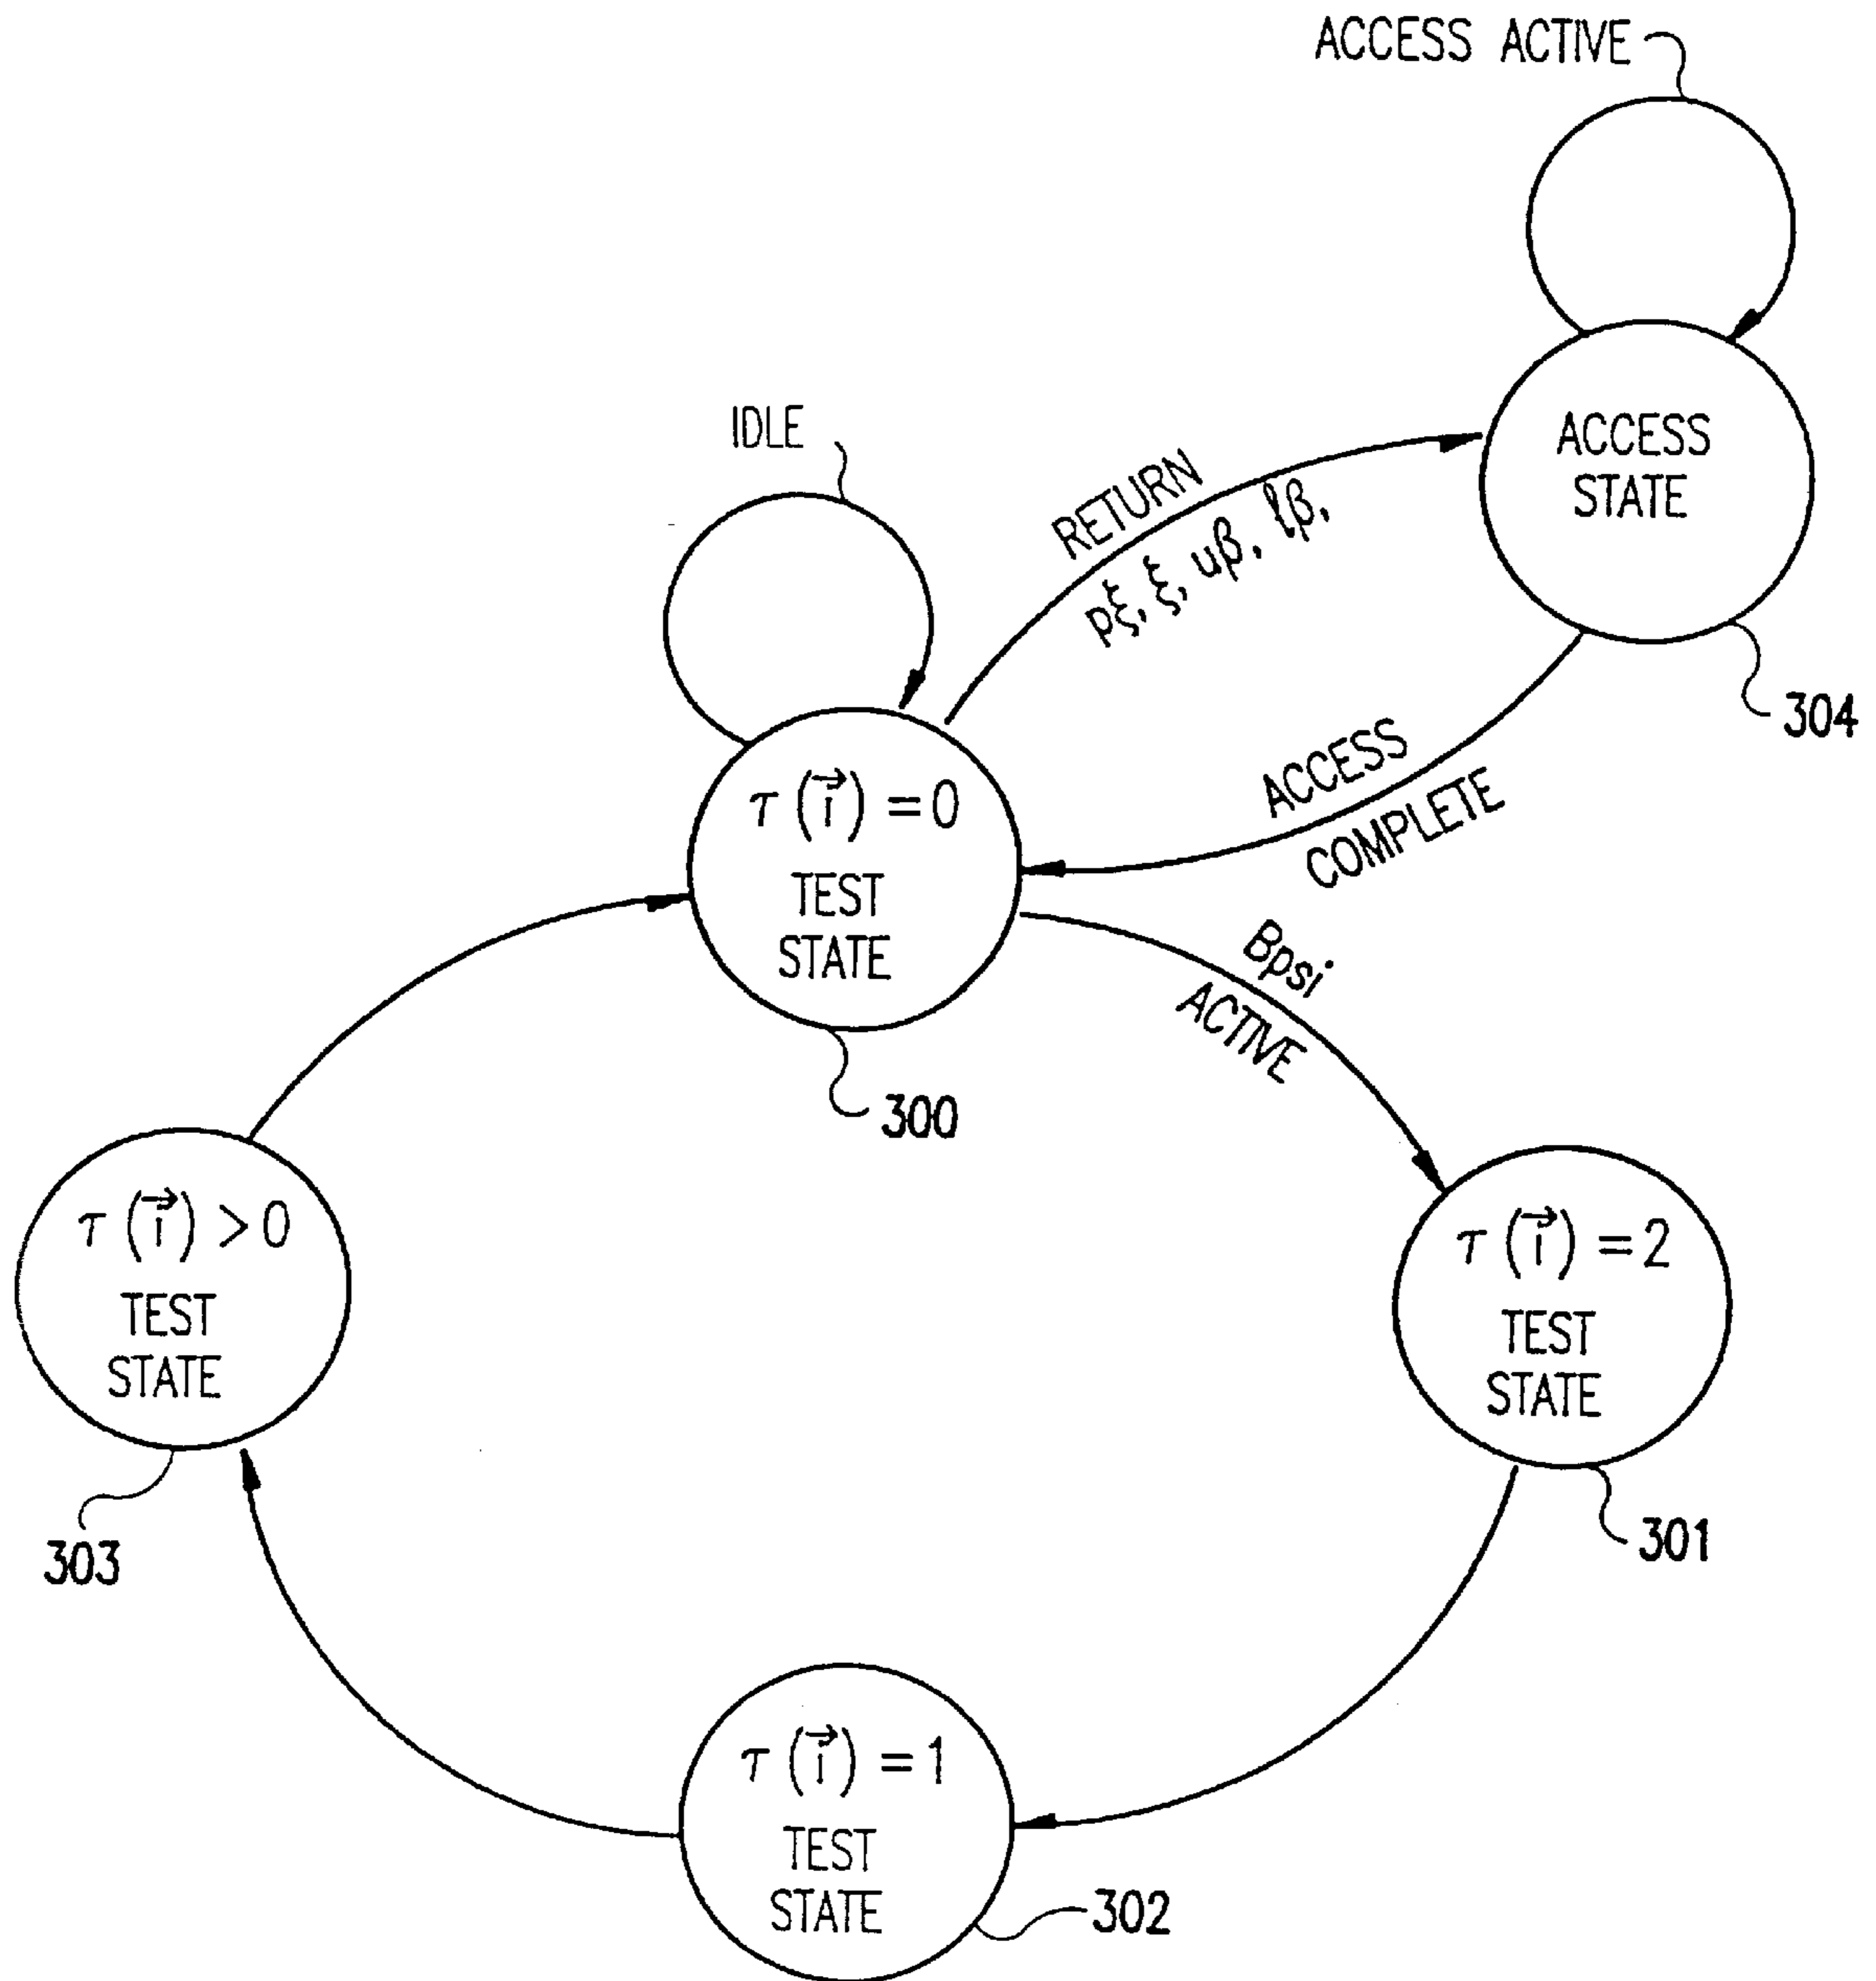 ACCESS ACTIVE
ACCESS
STATE
304
IDLE
RETURN
pξ, ξ, uβ, ℓβ,
ACCESS
COMPLETE
τ (i⃗) = 0
TEST
STATE
300
Bpsi
ACTIVE
τ (i⃗) > 0
TEST
STATE
303
τ (i⃗) = 2
TEST
STATE
301
τ (i⃗) = 1
TEST
STATE
302